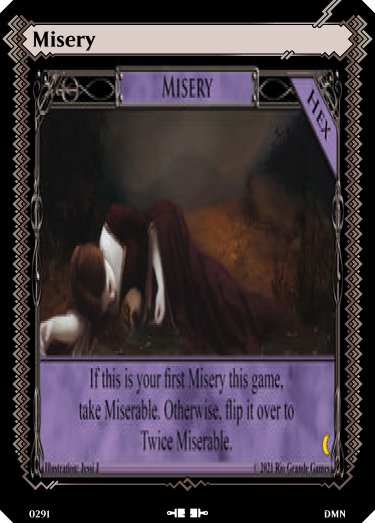 Misery
MISERY
HEX
If this is your first Misery this game,
take Miserable. Otherwise, flip it over to
Twice Miserable.
Illustration: Jessi J
© 2021 Rio Grande Games
0291
DMN